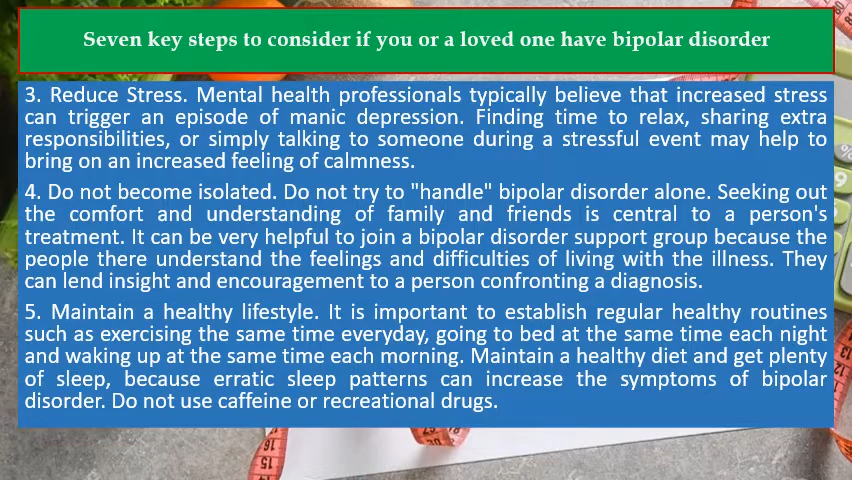 Seven key steps to consider if you or a loved one have bipolar disorder
3. Reduce Stress. Mental health professionals typically believe that increased stress
can trigger an episode of manic depression. Finding time to relax, sharing extra
responsibilities, or simply talking to someone during a stressful event may help to
bring on an increased feeling of calmness.
4. Do not become isolated. Do not try to "handle" bipolar disorder alone. Seeking out
the comfort and understanding of family and friends is central to a person's
treatment. It can be very helpful to join a bipolar disorder support group because the
people there understand the feelings and difficulties of living with the illness. They
can lend insight and encouragement to a person confronting a diagnosis.
5. Maintain a healthy lifestyle. It is important to establish regular healthy routines
such as exercising the same time everyday, going to bed at the same time each night
and waking up at the same time each morning. Maintain a healthy diet and get plenty
of sleep, because erratic sleep patterns can increase the symptoms of bipolar
disorder. Do not use caffeine or recreational drugs.
16
15